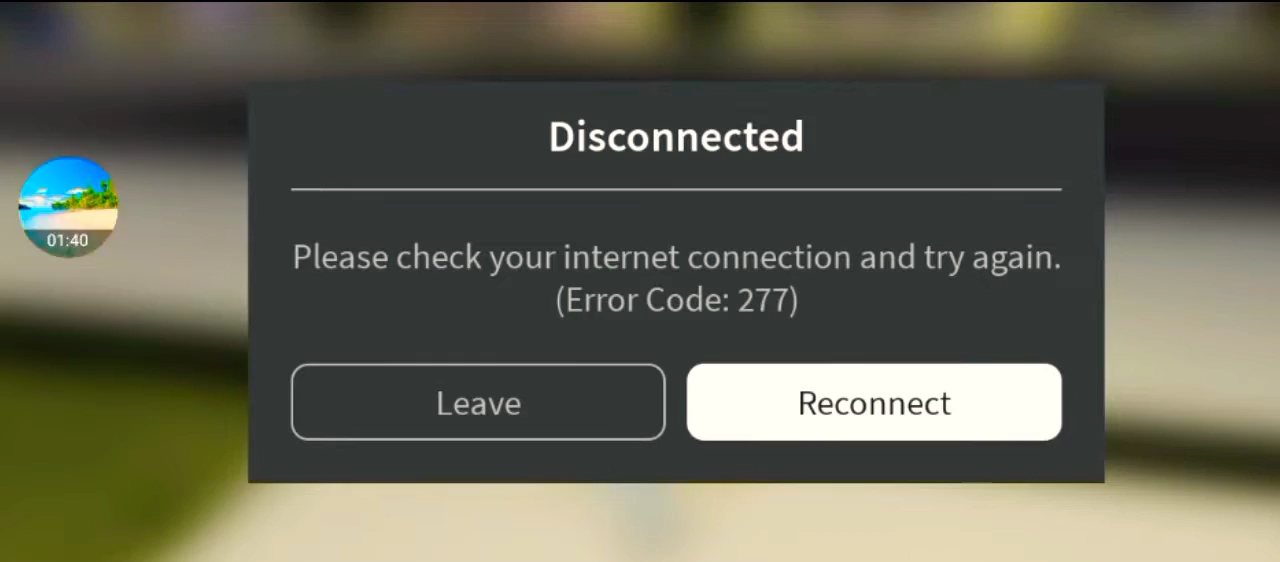 Disconnected
01:40
Please check your internet connection and try again.
(Error Code: 277)
Leave
Reconnect